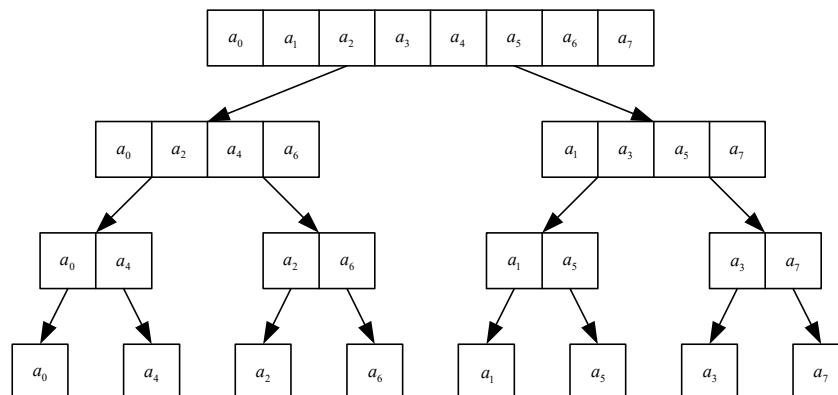 a₀ a₁ a₂ a₃ a₄ a₅ a₆ a₇
a₀ a₂ a₄ a₆ a₁ a₃ a₅ a₇
a₀ a₄ a₂ a₆ a₁ a₅ a₃ a₇
a₀ a₄ a₂ a₆ a₁ a₅ a₃ a₇